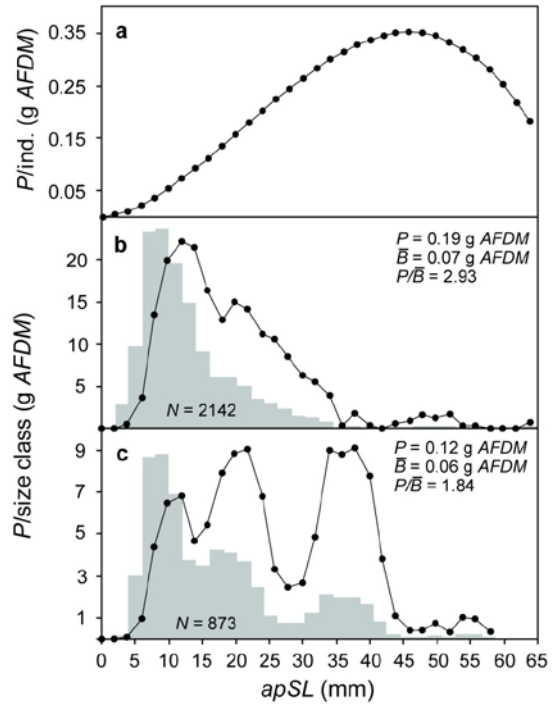 a
P/ind. (g AFDM)
0.35
0.25
0.15
0.05
b
P = 0.19 g AFDM
B̅ = 0.07 g AFDM
P/B̅ = 2.93
20
15
10
5
N = 2142
P/size class (g AFDM)
c
P = 0.12 g AFDM
B̅ = 0.06 g AFDM
P/B̅ = 1.84
9
7
5
3
1
N = 873
0 5 10 15 20 25 30 35 40 45 50 55 60 65
apSL (mm)